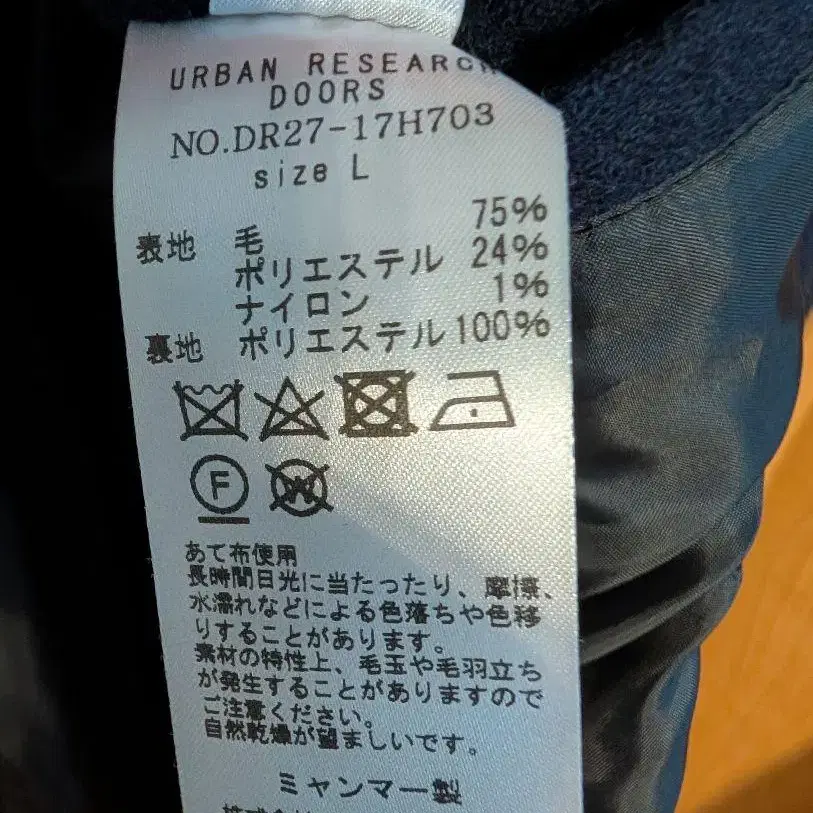 URBAN RESEARCH
DOORS
NO.DR27-17H703
size L
表地 毛 75%
ポリエステル 24%
ナイロン 1%
裏地 ポリエステル 100%
F
W
あて布使用
長時間日光に当たったり、摩擦、
水濡れなどによる色落ちや色移
りすることがあります。
素材の特性上、毛玉や毛羽立ち
が発生することがありますので
ご注意ください。
自然乾燥が望ましいです。
ミャンマー製